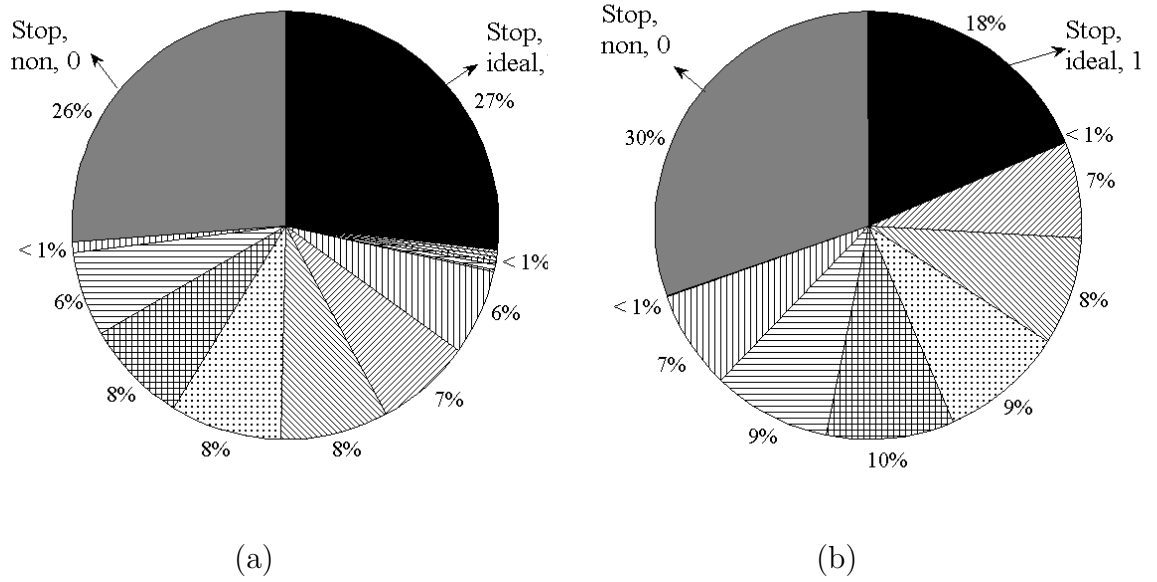 Stop,
non, 0
26%
Stop,
ideal,
27%
< 1%
6%
8%
8%
8%
7%
6%
< 1%
Stop,
non, 0
30%
18%
Stop,
ideal, 1
< 1%
7%
8%
9%
10%
9%
7%
< 1%
(a)
(b)